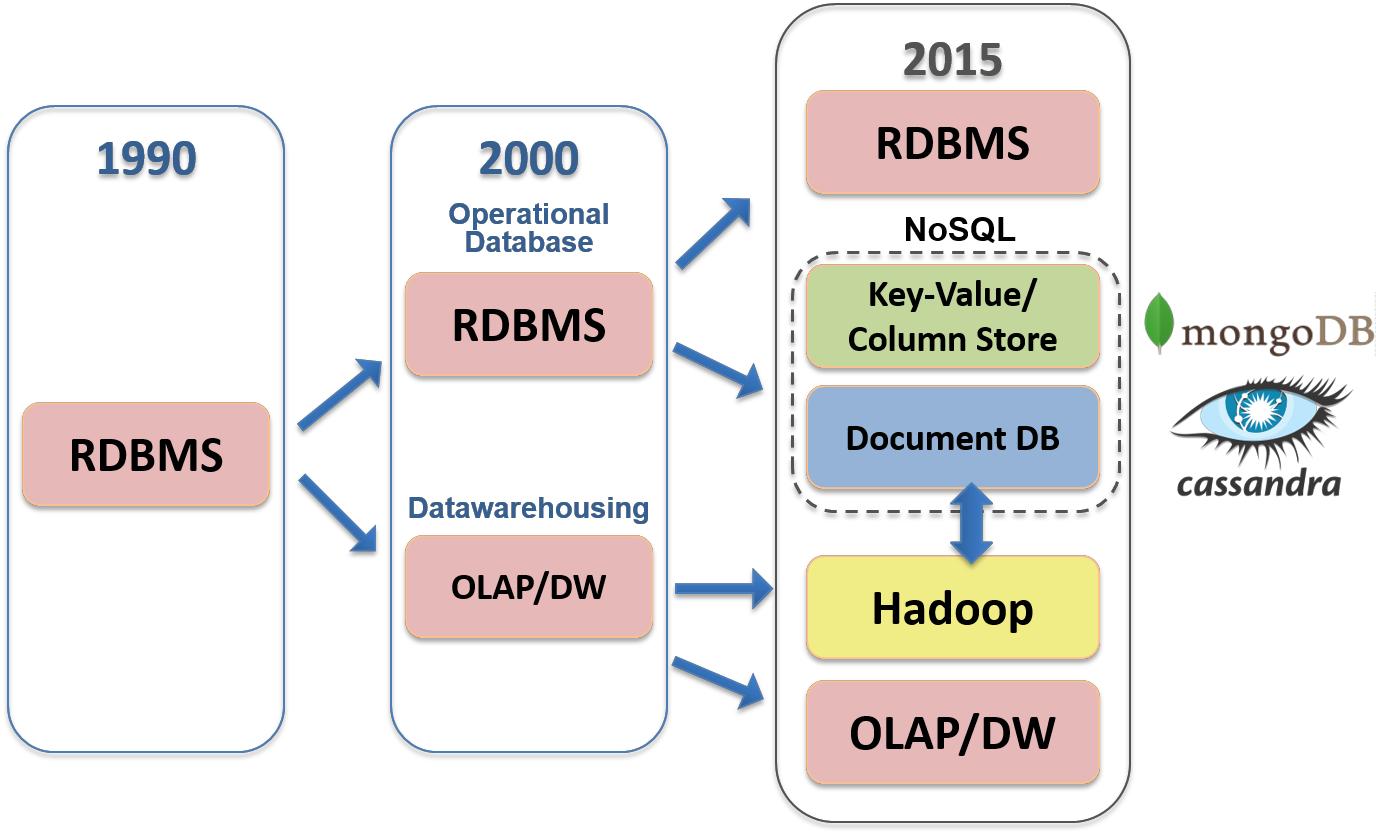 1990
RDBMS
2000
Operational
Database
RDBMS
Datawarehousing
OLAP/DW
2015
RDBMS
NoSQL
Key-Value/
Column Store
Document DB
Hadoop
OLAP/DW
mongoDB
cassandra